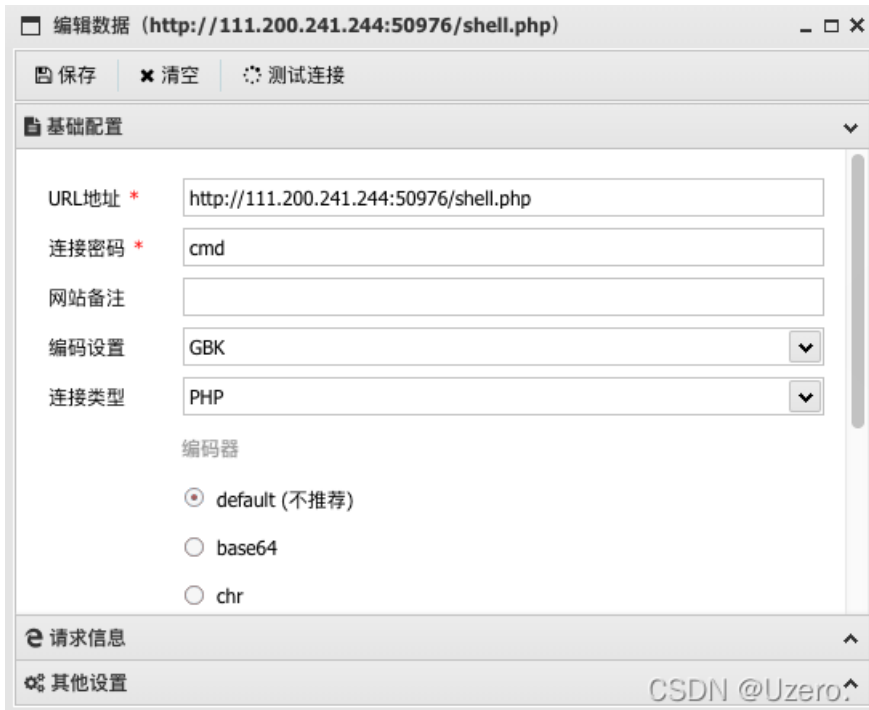 编辑数据（http://111.200.241.244:50976/shell.php）
保存 清空 测试连接
基础配置
URL地址 * http://111.200.241.244:50976/shell.php
连接密码 * cmd
网站备注
编码设置 GBK
连接类型 PHP
编码器
default (不推荐)
base64
chr
请求信息
其他设置
CSDN @Uzero.